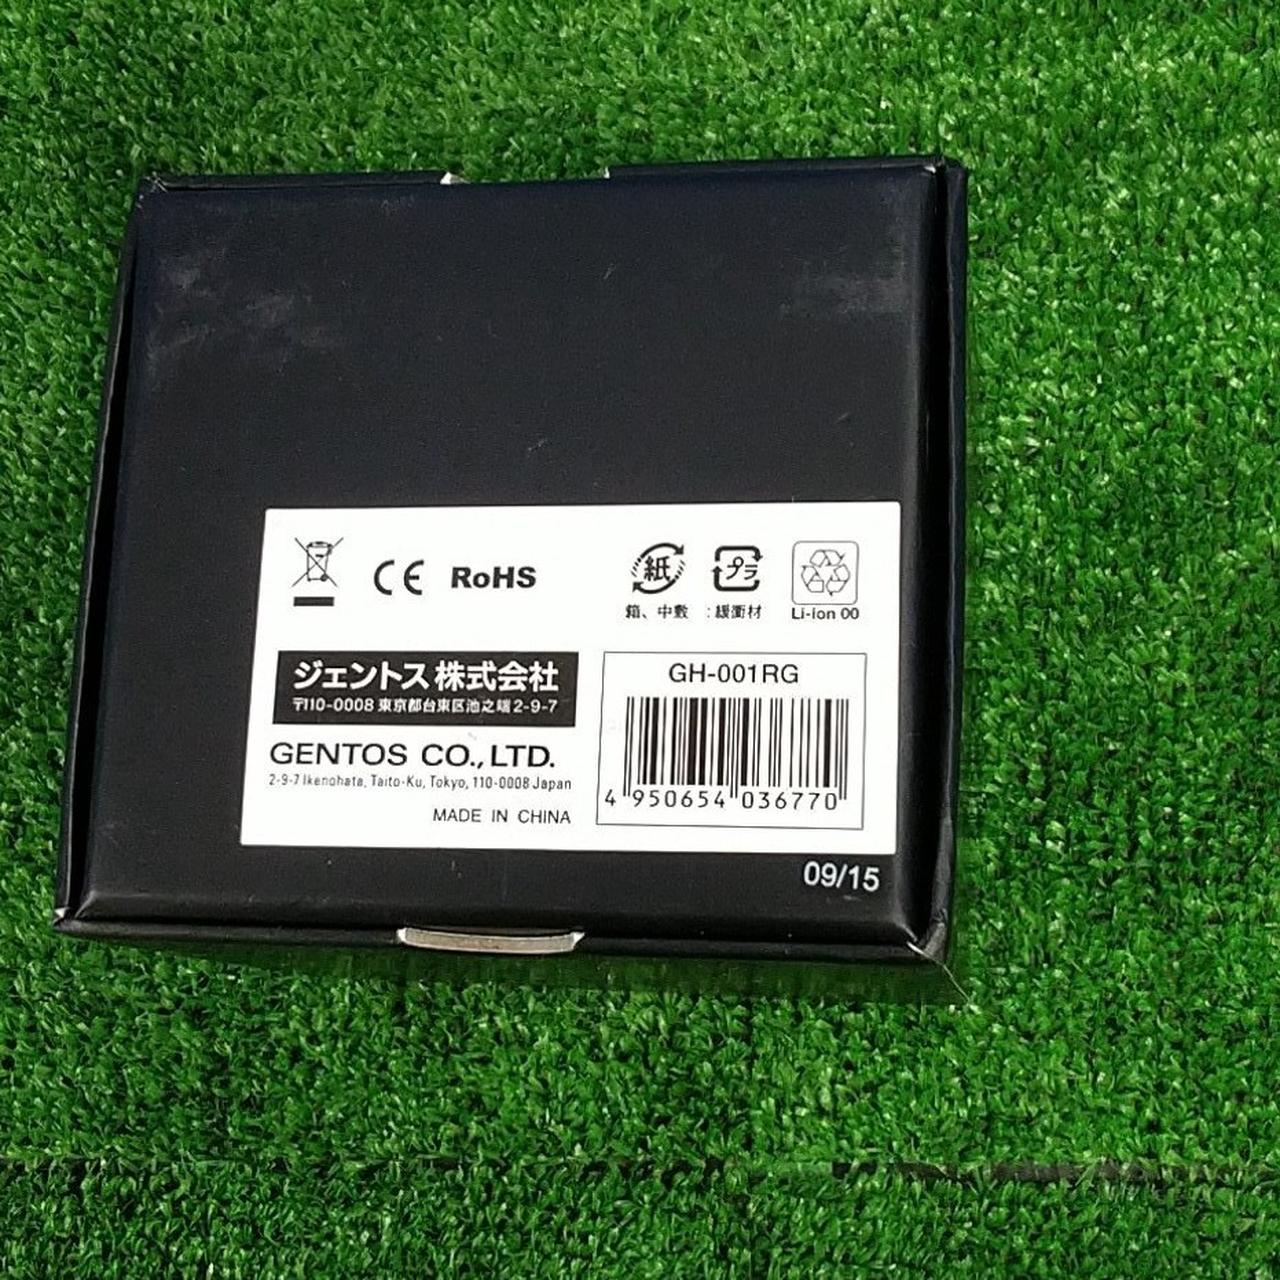 CE RoHS
紙 プラ
箱、中敷 :緩衝材 Li-ion 00
ジェントス株式会社
〒110-0008 東京都台東区池之端2-9-7
GENTOS CO.,LTD.
2-9-7 Ikenohata, Taito-Ku, Tokyo, 110-0008 Japan
MADE IN CHINA
GH-001RG
4 950654 036770
09/15